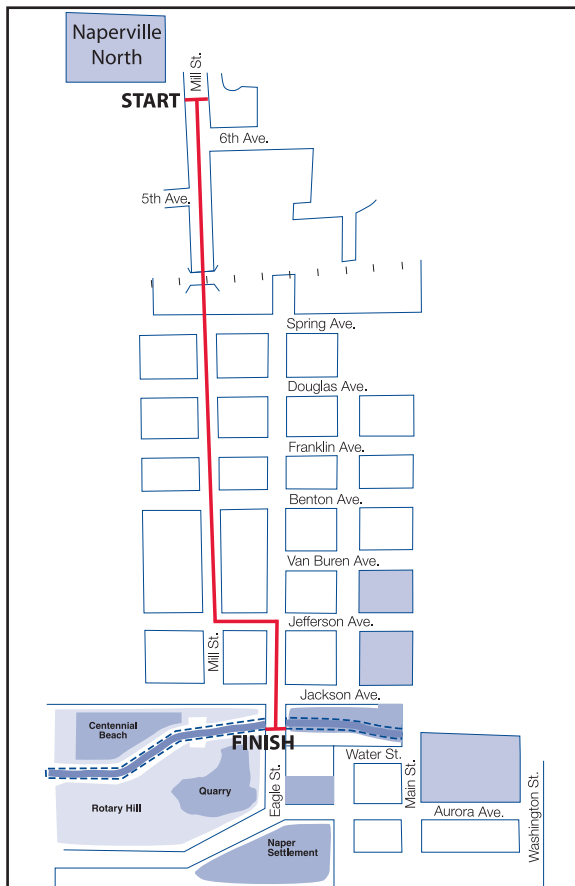 Naperville
North
Mill St.
START
6th Ave.
5th Ave.
Spring Ave.
Douglas Ave.
Franklin Ave.
Benton Ave.
Van Buren Ave.
Jefferson Ave.
Mill St.
Jackson Ave.
Centennial
Beach
FINISH
Water St.
Eagle St.
Main St.
Washington St.
Quarry
Rotary Hill
Aurora Ave.
Naper
Settlement